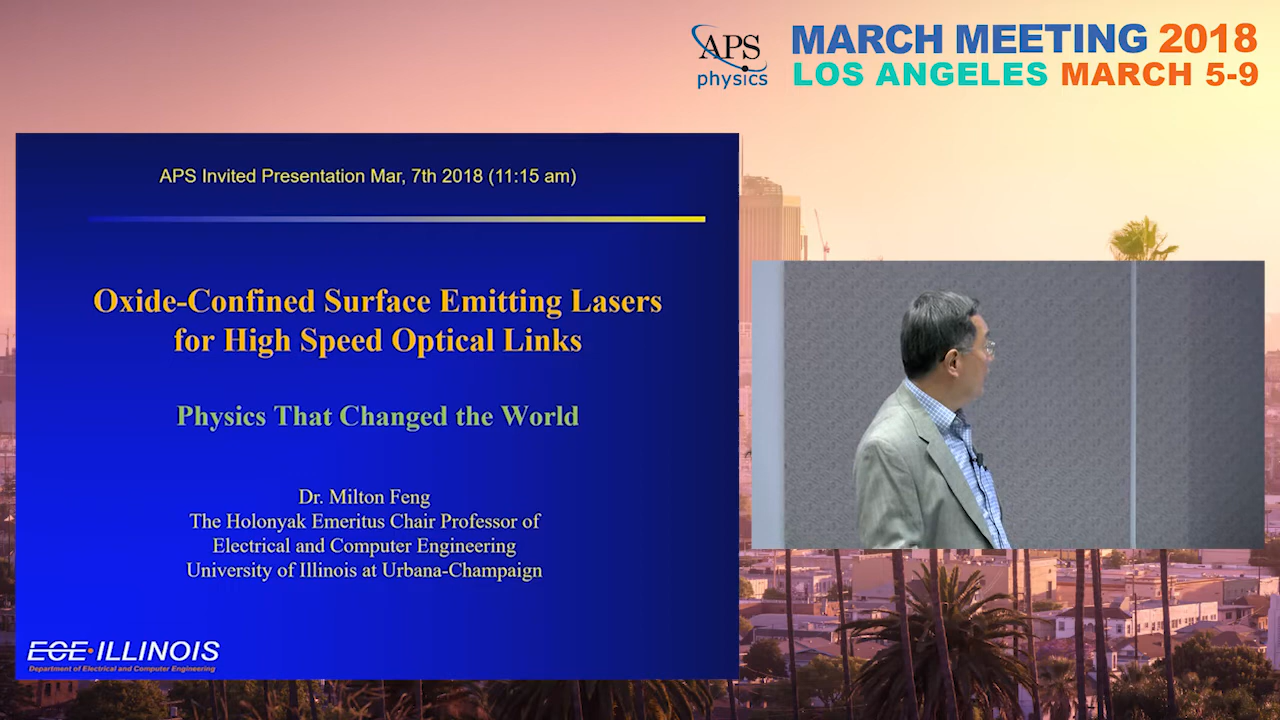 APS
physics
MARCH MEETING 2018
LOS ANGELES MARCH 5-9
APS Invited Presentation Mar, 7th 2018 (11:15 am)
Oxide-Confined Surface Emitting Lasers
for High Speed Optical Links
Physics That Changed the World
Dr. Milton Feng
The Holonyak Emeritus Chair Professor of
Electrical and Computer Engineering
University of Illinois at Urbana-Champaign
ECE·ILLINOIS
Department of Electrical and Computer Engineering